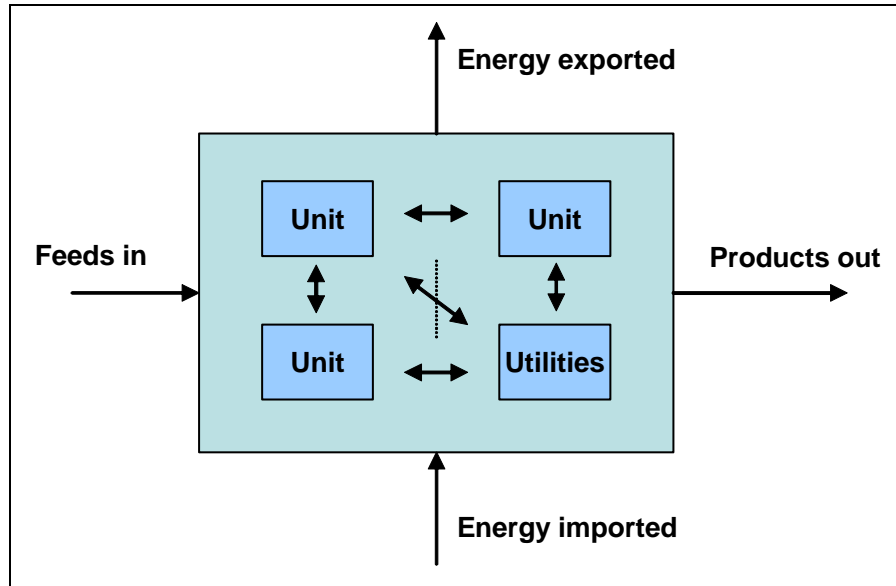 Energy exported
Unit
Unit
Feeds in
Products out
Unit
Utilities
Energy imported